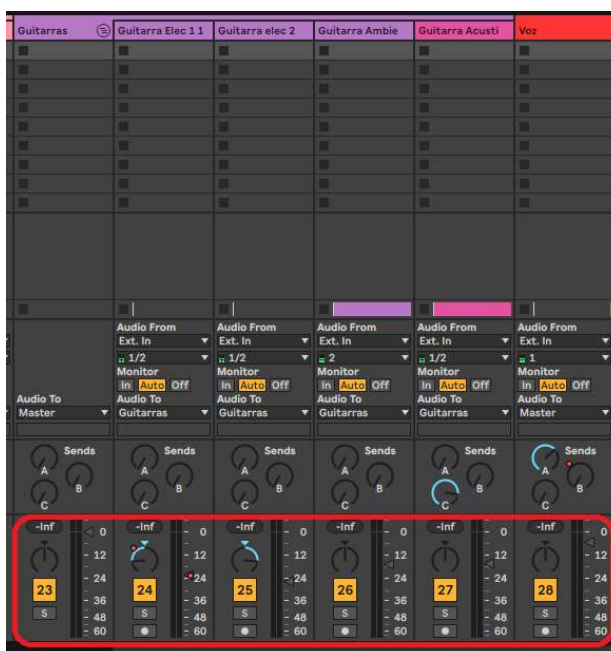 Guitarras Guitarra Elec 1 1 Guitarra elec 2 Guitarra Ambie Guitarra Acusti Voz
Audio From Audio From Audio From Audio From Audio From
Ext. In Ext. In Ext. In Ext. In Ext. In
1/2 1/2 2 1/2 1
Monitor Monitor Monitor Monitor Monitor
In Auto Off In Auto Off In Auto Off In Auto Off In Auto Off
Audio To Audio To Audio To Audio To Audio To Audio To
Master Guitarras Guitarras Guitarras Guitarras Master
Sends Sends Sends Sends Sends Sends
A A A A A A
B B B B B B
C C C C C C
-Inf 0 -Inf 0 -Inf 0 -Inf 0 -Inf 0 -Inf 0
12 12 12 12 12 12
24 24 24 24 24 24
23 24 25 26 27 28
36 36 36 36 36 36
S 48 S 48 S 48 S 48 S 48 S 48
60 60 60 60 60 60